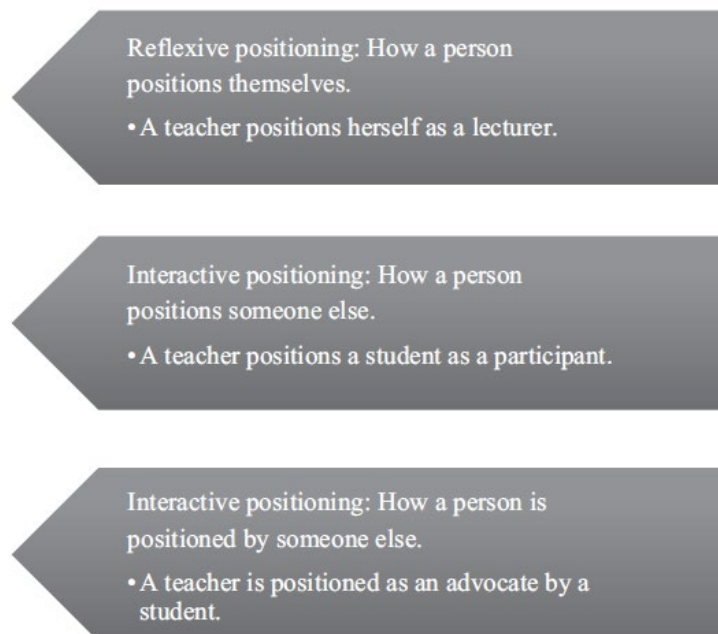 Reflexive positioning: How a person
positions themselves.
• A teacher positions herself as a lecturer.
Interactive positioning: How a person
positions someone else.
• A teacher positions a student as a participant.
Interactive positioning: How a person is
positioned by someone else.
• A teacher is positioned as an advocate by a
student.